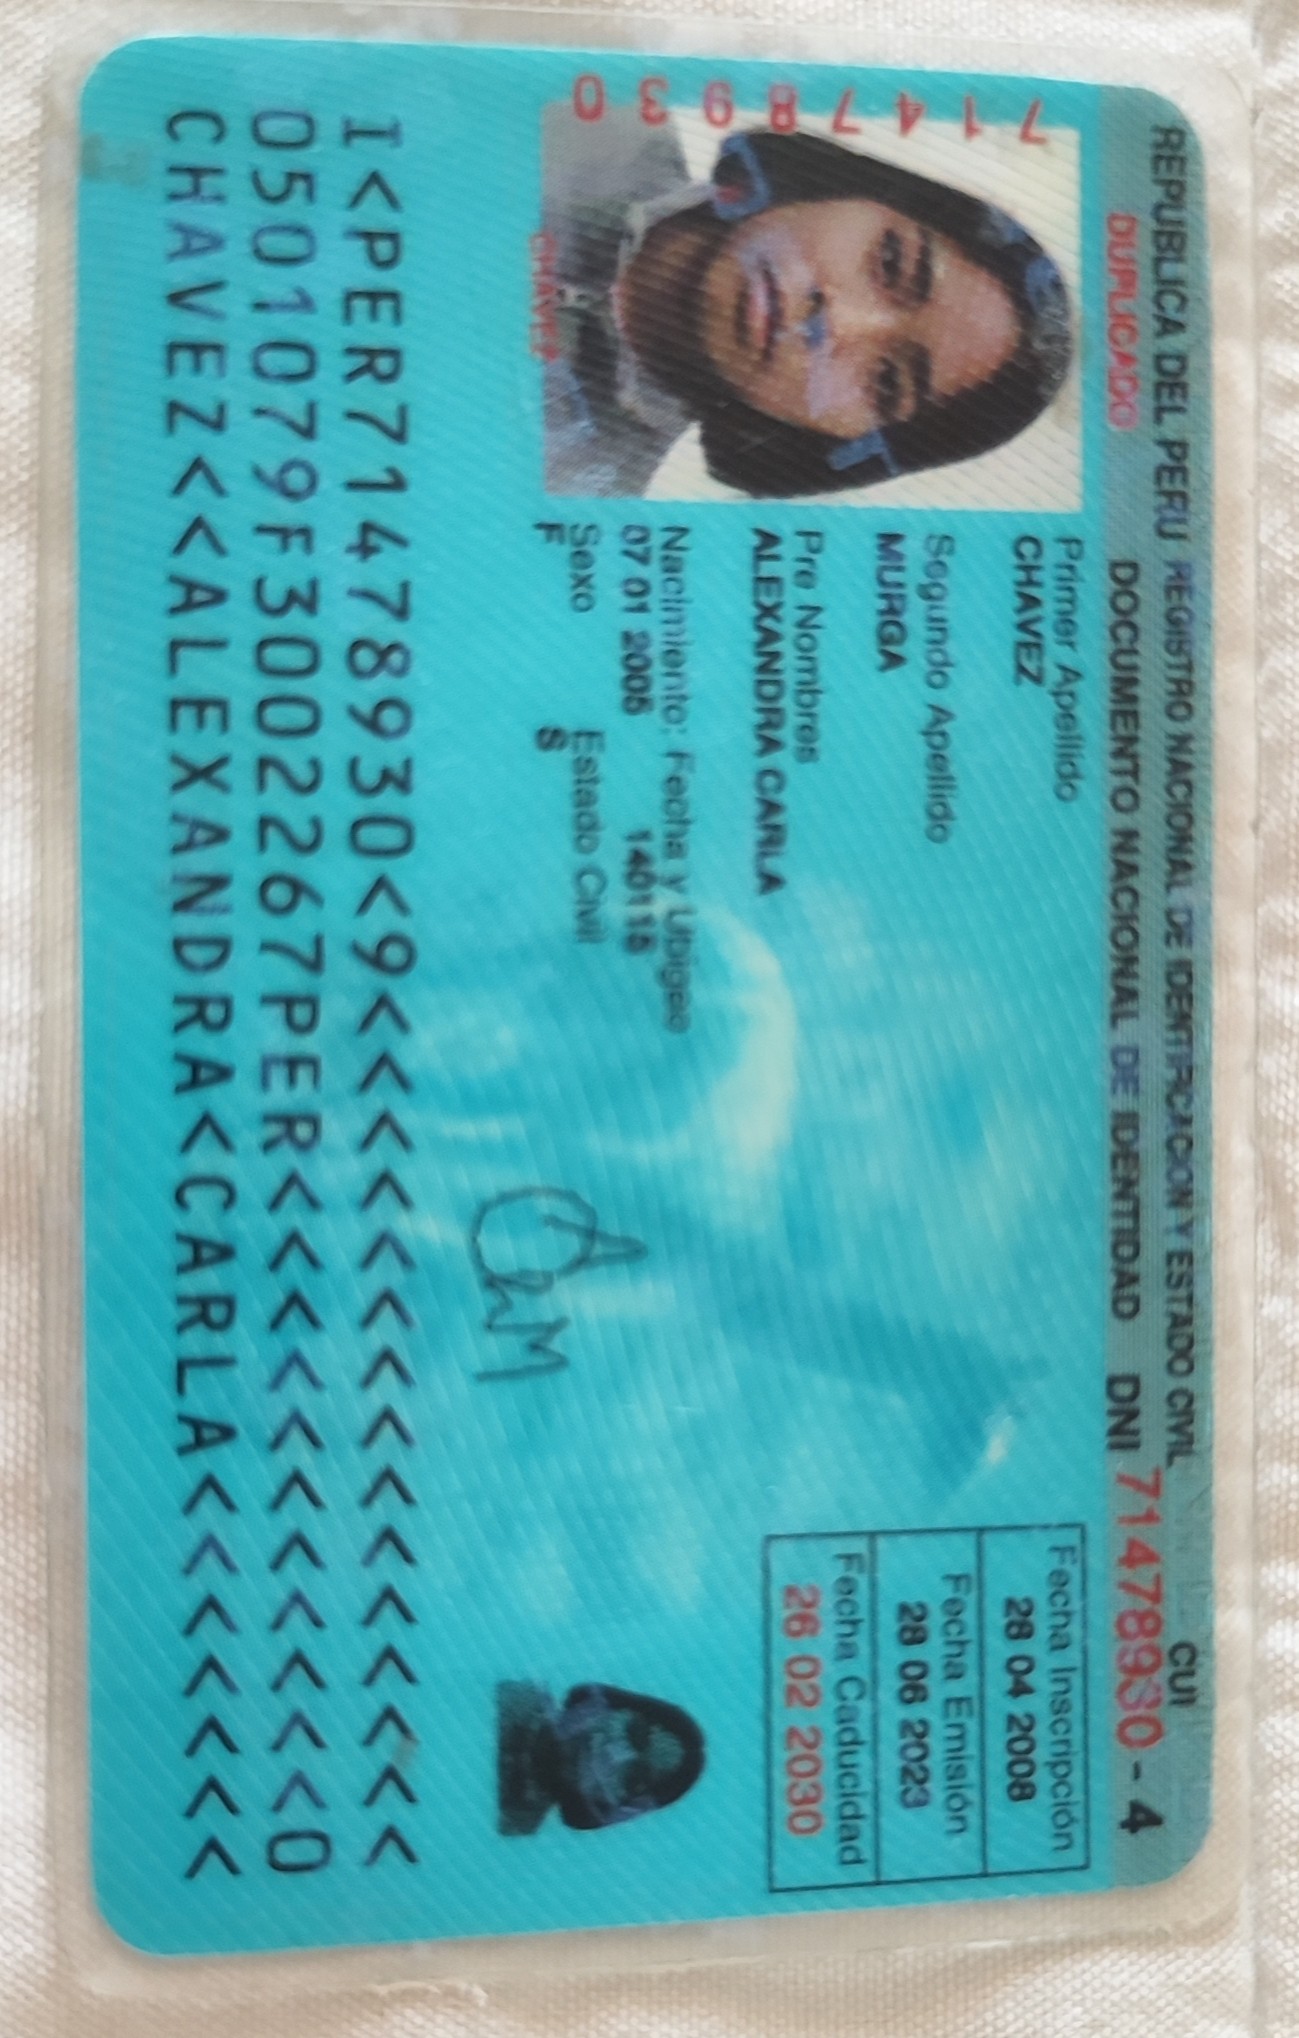 REPUBLICA DEL PERU REGISTRO NACIONAL DE IDENTIFICACION Y ESTADO CIVIL
CUI
DUPLICADO
DOCUMENTO NACIONAL DE IDENTIDAD DNI 71478930 - 4
71478930
CHAVEZ
Primer Apellido
CHAVEZ
Segundo Apellido
MURGA
Pre Nombres
ALEXANDRA CARLA
Nacimiento: Fecha y Ubigeo
07 01 2005 140118
Sexo Estado Civil
F S
Fecha Inscripción
28 04 2008
Fecha Emisión
28 06 2023
Fecha Caducidad
26 02 2030
I<PER71478930<9<<<<<<<<<<<<<<<
0501079F3002267PER<<<<<<<<<<<0
CHAVEZ<<ALEXANDRA<CARLA<<<<<<<